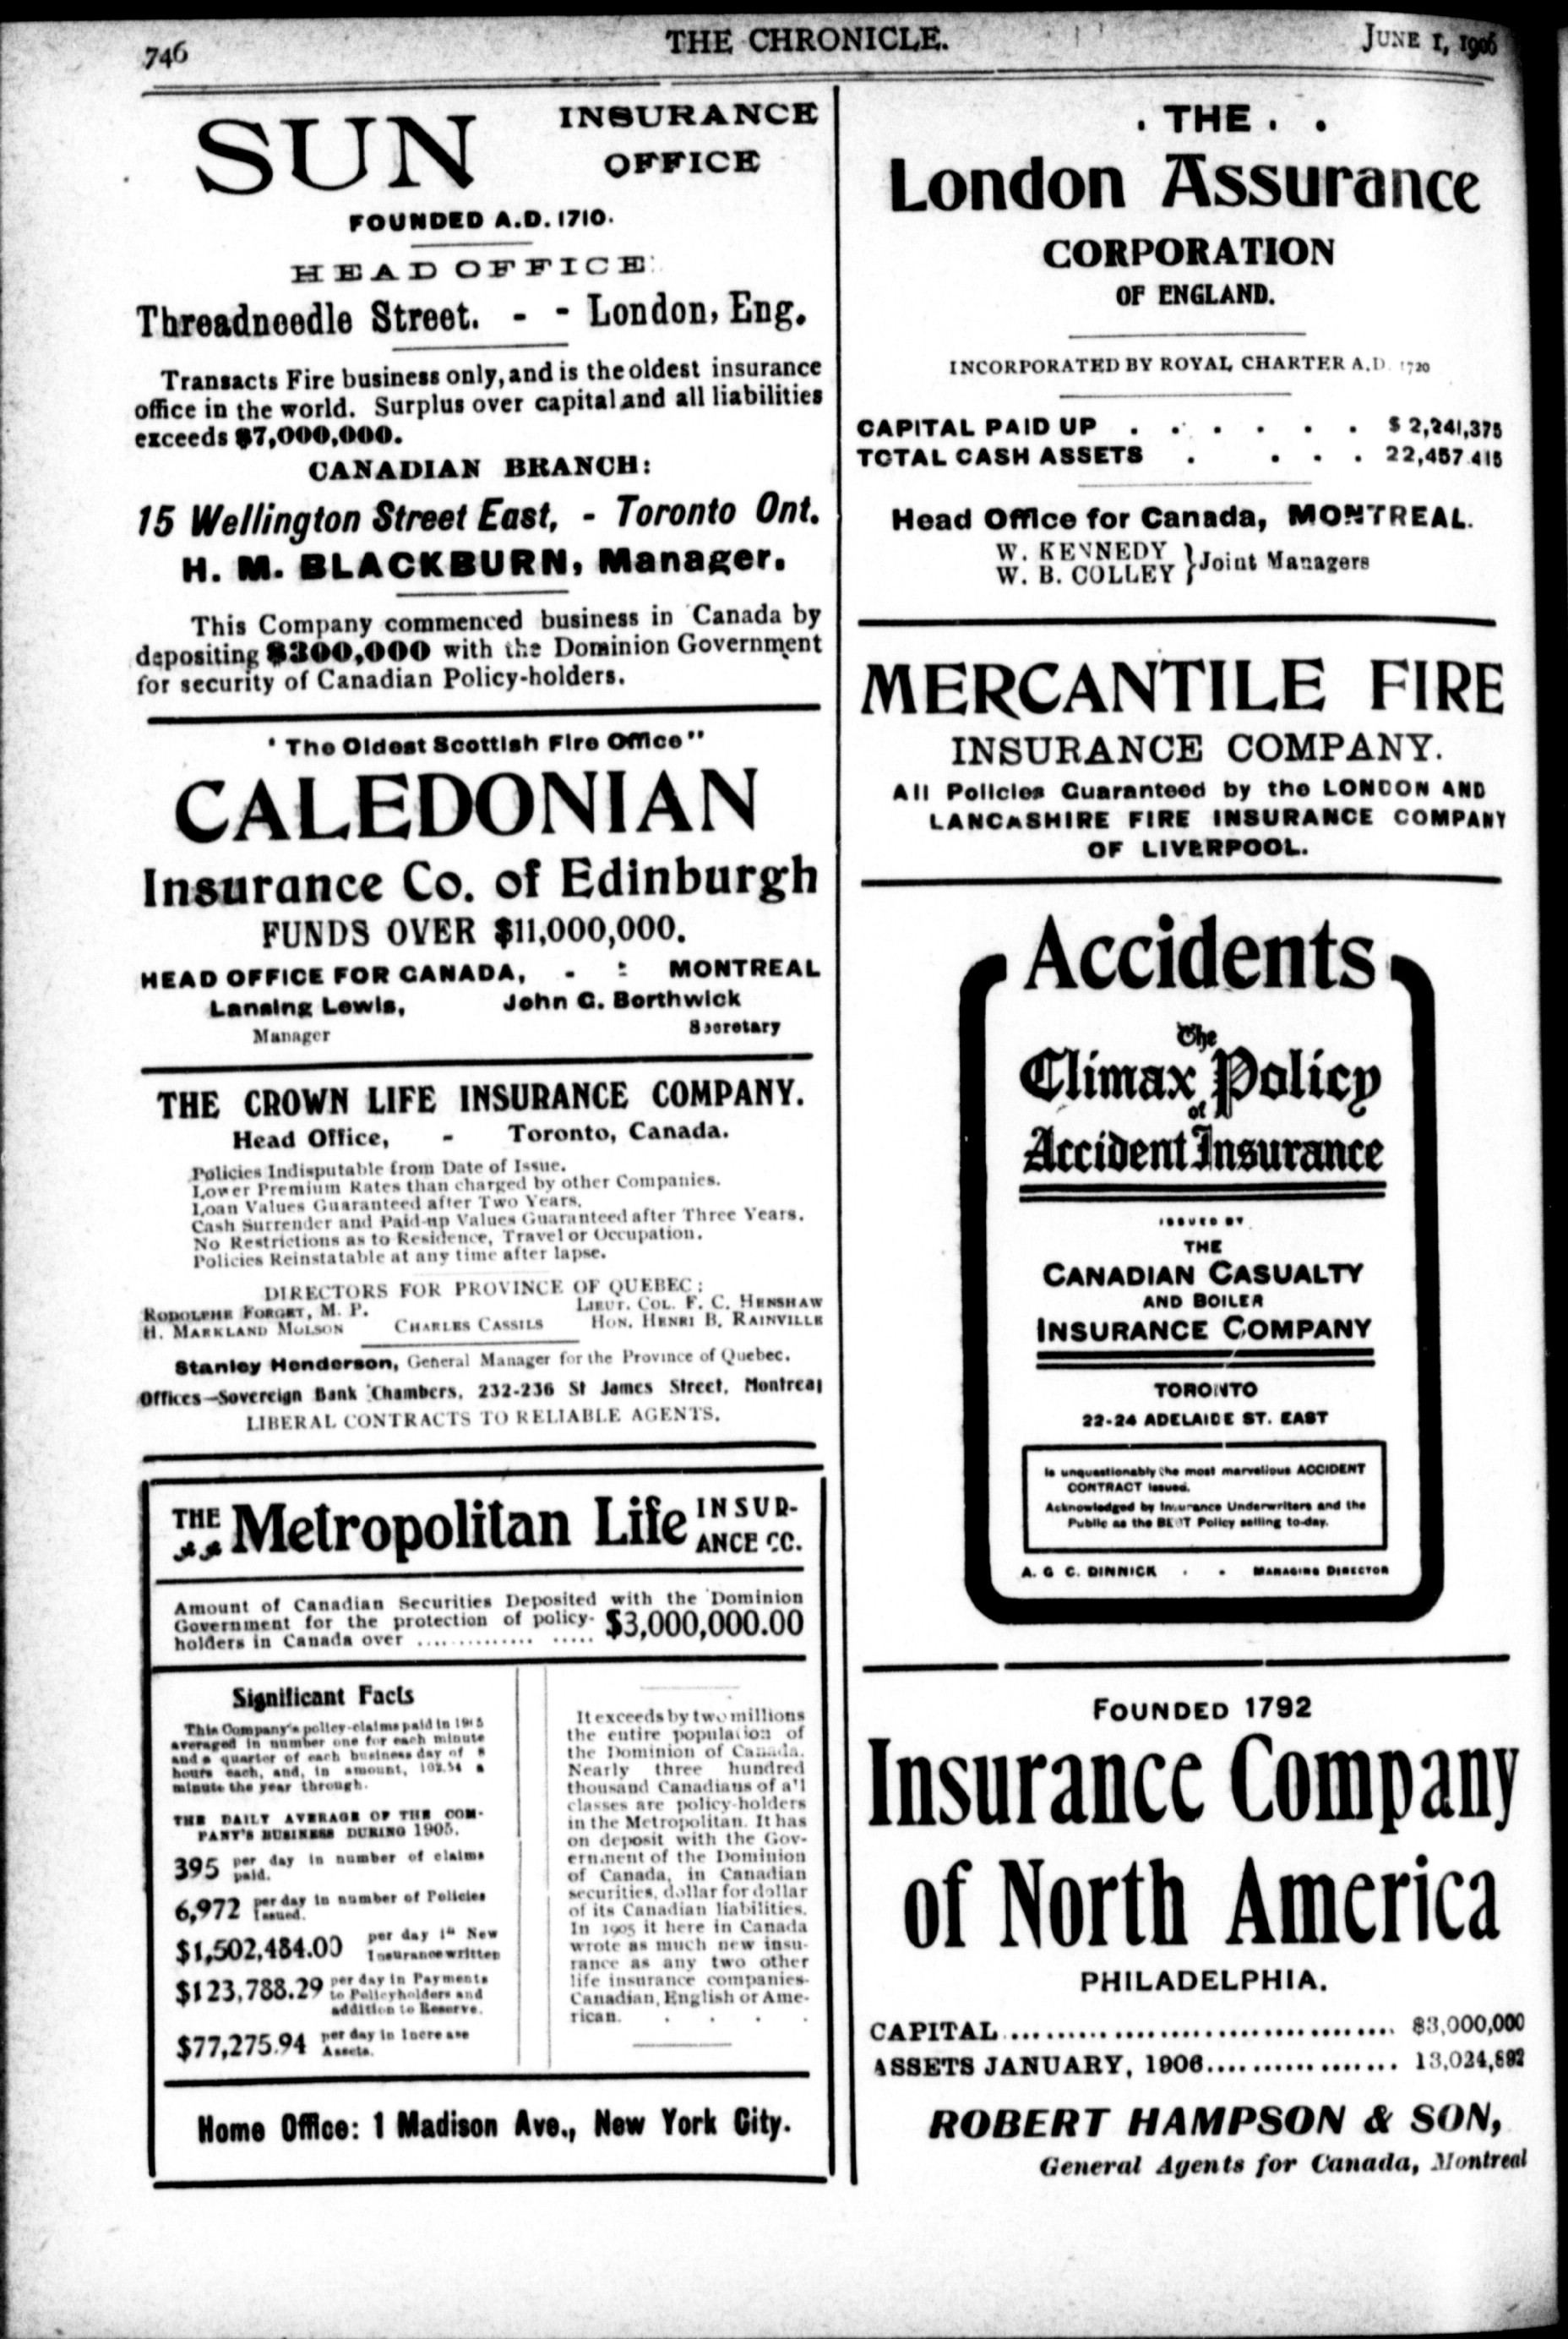 746
THE CHRONICLE.
JUNE 1, 1906
SUN
INSURANCE
OFFICE
FOUNDED A.D. 1710.
HEAD OFFICE
Threadneedle Street. - - London, Eng.
Transacts Fire business only, and is the oldest insurance
office in the world. Surplus over capital and all liabilities
exceeds $7,000,000.
CANADIAN BRANCH:
15 Wellington Street East, - Toronto Ont.
H. M. BLACKBURN, Manager.
This Company commenced business in Canada by
depositing $300,000 with the Dominion Government
for security of Canadian Policy-holders.
' The Oldest Scottish Fire Office"
CALEDONIAN
Insurance Co. of Edinburgh
FUNDS OVER $11,000,000.
HEAD OFFICE FOR CANADA, - - MONTREAL
Lansing Lewis, John C. Borthwick
Manager Secretary
THE CROWN LIFE INSURANCE COMPANY.
Head Office, - Toronto, Canada.
Policies Indisputable from Date of Issue.
Lower Premium Rates than charged by other Companies.
Loan Values Guaranteed after Two Years.
Cash Surrender and Paid-up Values Guaranteed after Three Years.
No Restrictions as to Residence, Travel or Occupation.
Policies Reinstatable at any time after lapse.
DIRECTORS FOR PROVINCE OF QUEBEC:
RODOLPHE FORGET, M. P. LIEUT. COL. F. C. HENSHAW
H. MARKLAND MOLSON CHARLES CASSILS HON. HENRI B. RAINVILLE
Stanley Henderson, General Manager for the Province of Quebec.
Offices—Sovereign Bank Chambers, 232-236 St James Street, Montreal
LIBERAL CONTRACTS TO RELIABLE AGENTS.
THE Metropolitan Life INSUR-
ANCE CO.
Amount of Canadian Securities Deposited with the Dominion
Government for the protection of policy-
holders in Canada over .................... $3,000,000.00
Significant Facts
This Company's policy-claims paid in 1905
averaged in number one for each minute
and a quarter of each business day of 8
hours each, and, in amount, 102.54 a
minute the year through.
THE DAILY AVERAGE OF THE COM-
PANY'S BUSINESS DURING 1905.
395 per day in number of claims
paid.
6,972 per day in number of Policies
Issued.
$1,502,484.00 per day in New
Insurance written
$123,788.29 per day in Payments
to Policyholders and
addition to Reserve.
$77,275.94 per day in Increase
Assets.
It exceeds by two millions
the entire population of
the Dominion of Canada.
Nearly three hundred
thousand Canadians of all
classes are policy-holders
in the Metropolitan. It has
on deposit with the Gov-
ernment of the Dominion
of Canada, in Canadian
securities, dollar for dollar
of its Canadian liabilities.
In 1905 it here in Canada
wrote as much new insu-
rance as any two other
life insurance companies-
Canadian, English or Ame-
rican. . . . .
Home Office: 1 Madison Ave., New York City.
. THE . .
London Assurance
CORPORATION
OF ENGLAND.
INCORPORATED BY ROYAL CHARTER A.D. 1720
CAPITAL PAID UP . . . . . . . $ 2,241,375
TOTAL CASH ASSETS . . . . 22,457 415
Head Office for Canada, MONTREAL.
W. KENNEDY
W. B. COLLEY } Joint Managers
MERCANTILE FIRE
INSURANCE COMPANY.
All Policies Guaranteed by the LONDON AND
LANCASHIRE FIRE INSURANCE COMPANY
OF LIVERPOOL.
Accidents
The
Climax Policy
of
Accident Insurance
ISSUED BY
THE
CANADIAN CASUALTY
AND BOILER
INSURANCE COMPANY
TORONTO
22-24 ADELAIDE ST. EAST
Is unquestionably the most marvellous ACCIDENT
CONTRACT issued.
Acknowledged by Insurance Underwriters and the
Public as the BEST Policy selling to-day.
A. G C. DINNICK . . MANAGING DIRECTOR
FOUNDED 1792
Insurance Company
of North America
PHILADELPHIA.
CAPITAL ........................................ $3,000,000
ASSETS JANUARY, 1906.................. 13,024,892
ROBERT HAMPSON & SON,
General Agents for Canada, Montreal